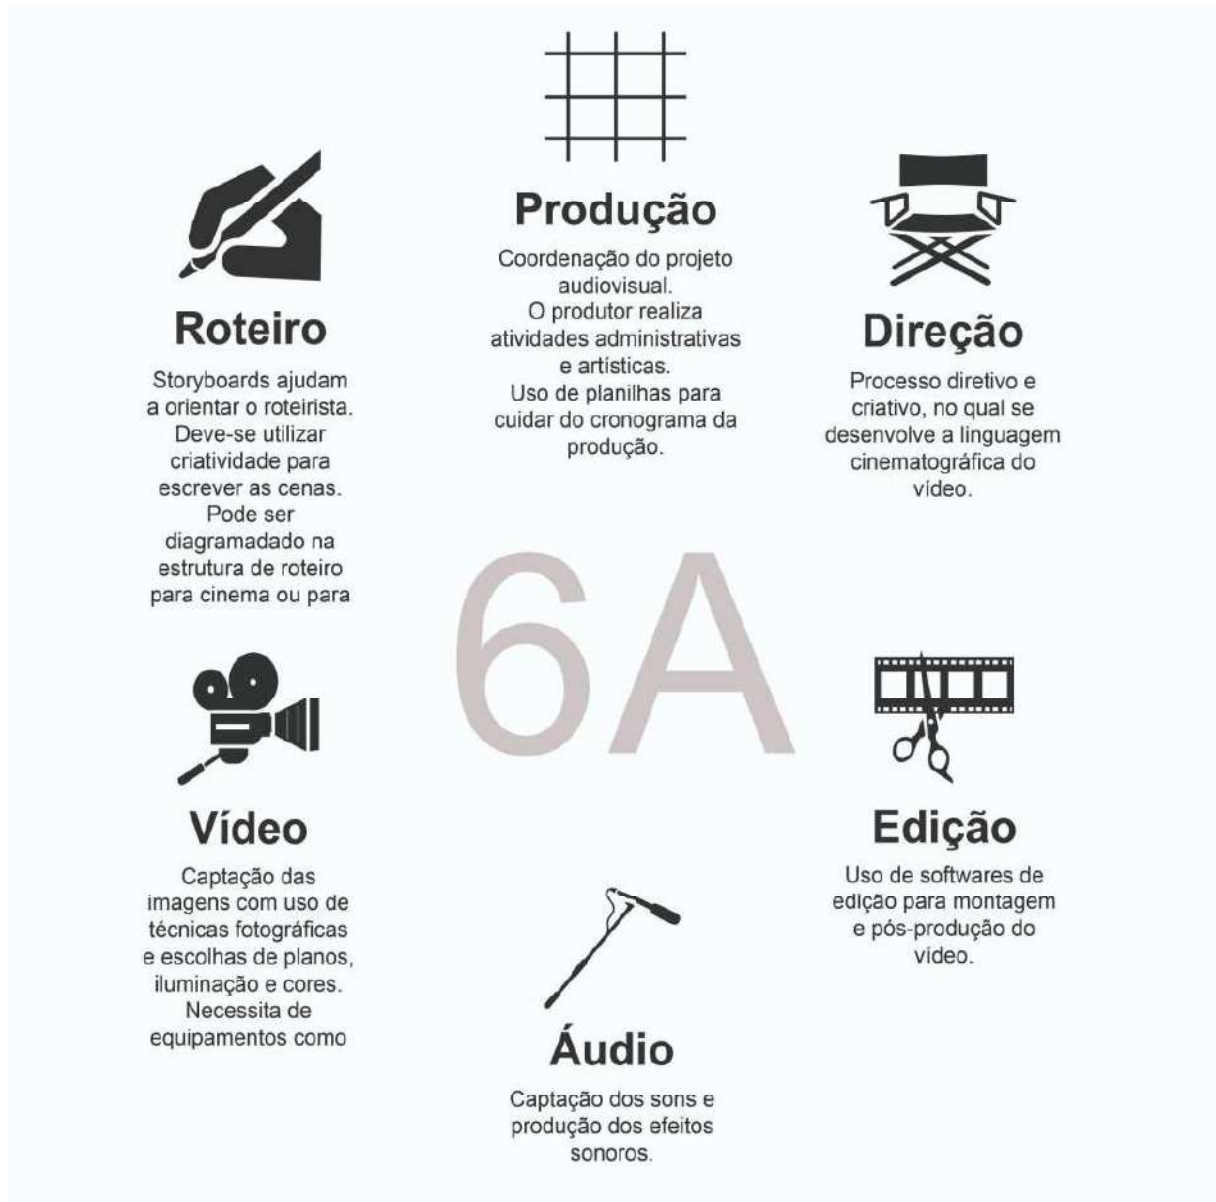 Produção
Coordenação do projeto
audiovisual.
O produtor realiza
atividades administrativas
e artísticas.
Uso de planilhas para
cuidar do cronograma da
produção.
Roteiro
Storyboards ajudam
a orientar o roteirista.
Deve-se utilizar
criatividade para
escrever as cenas.
Pode ser
diagramadado na
estrutura de roteiro
para cinema ou para
Direção
Processo diretivo e
criativo, no qual se
desenvolve a linguagem
cinematográfica do
vídeo.
6A
Vídeo
Captação das
imagens com uso de
técnicas fotográficas
e escolhas de planos,
iluminação e cores.
Necessita de
equipamentos como
Edição
Uso de softwares de
edição para montagem
e pós-produção do
vídeo.
Áudio
Captação dos sons e
produção dos efeitos
sonoros.